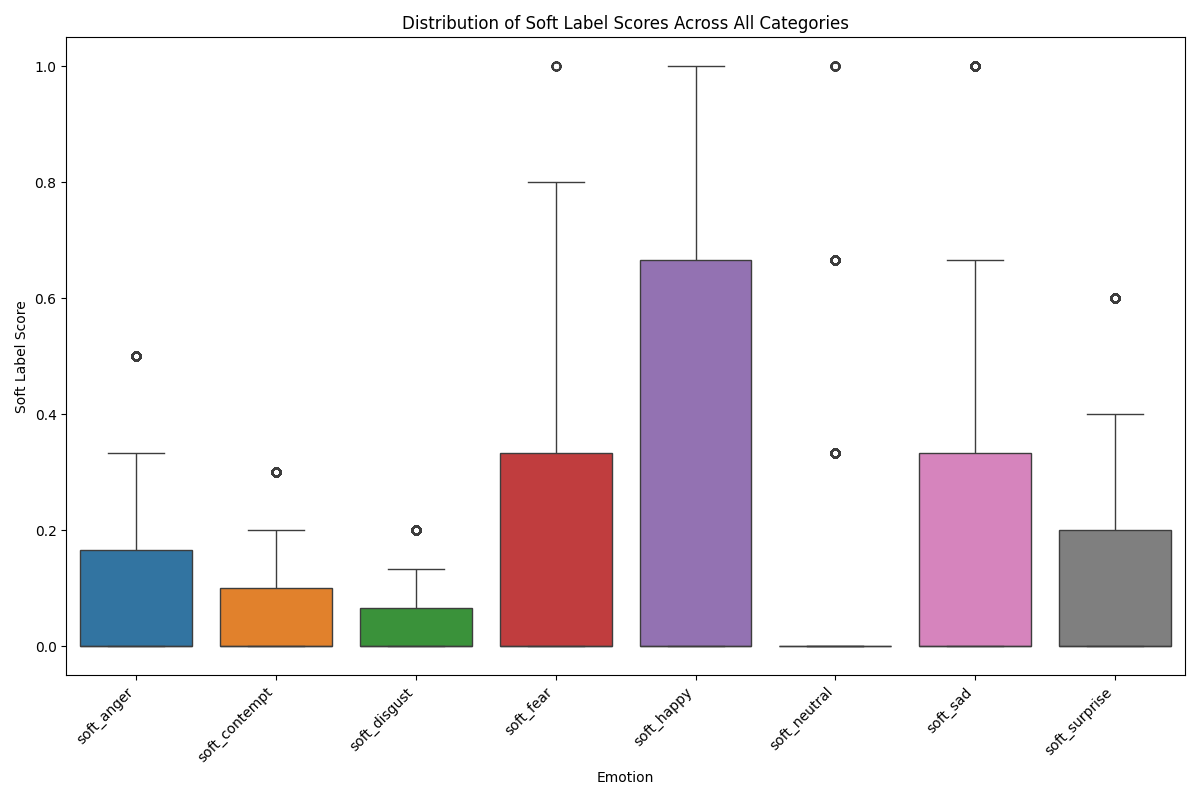 Distribution of Soft Label Scores Across All Categories
Soft Label Score
1.0
0.8
0.6
0.4
0.2
0.0
soft_anger
soft_contempt
soft_disgust
soft_fear
soft_happy
soft_neutral
soft_sad
soft_surprise
Emotion